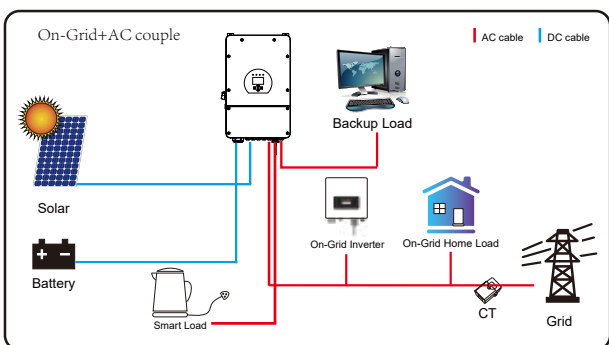 On-Grid+AC couple
AC cable
DC cable
Backup Load
Solar
On-Grid Inverter
On-Grid Home Load
Battery
Smart Load
CT
Grid